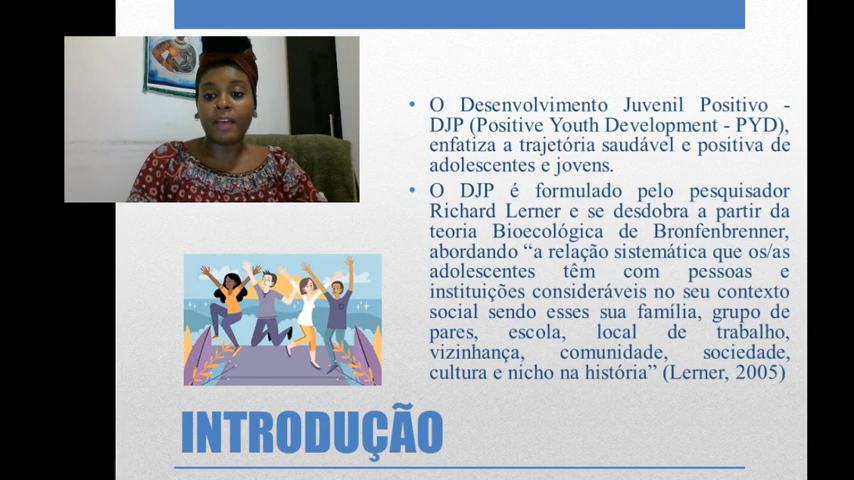 O Desenvolvimento Juvenil Positivo -
DJP (Positive Youth Development - PYD),
enfatiza a trajetória saudável e positiva de
adolescentes e jovens.
O DJP é formulado pelo pesquisador
Richard Lerner e se desdobra a partir da
teoria Bioecológica de Bronfenbrenner,
abordando “a relação sistemática que os/as
adolescentes têm com pessoas e
instituições consideráveis no seu contexto
social sendo esses sua família, grupo de
pares, escola, local de trabalho,
vizinhança, comunidade, sociedade,
cultura e nicho na história” (Lerner, 2005)
INTRODUÇÃO